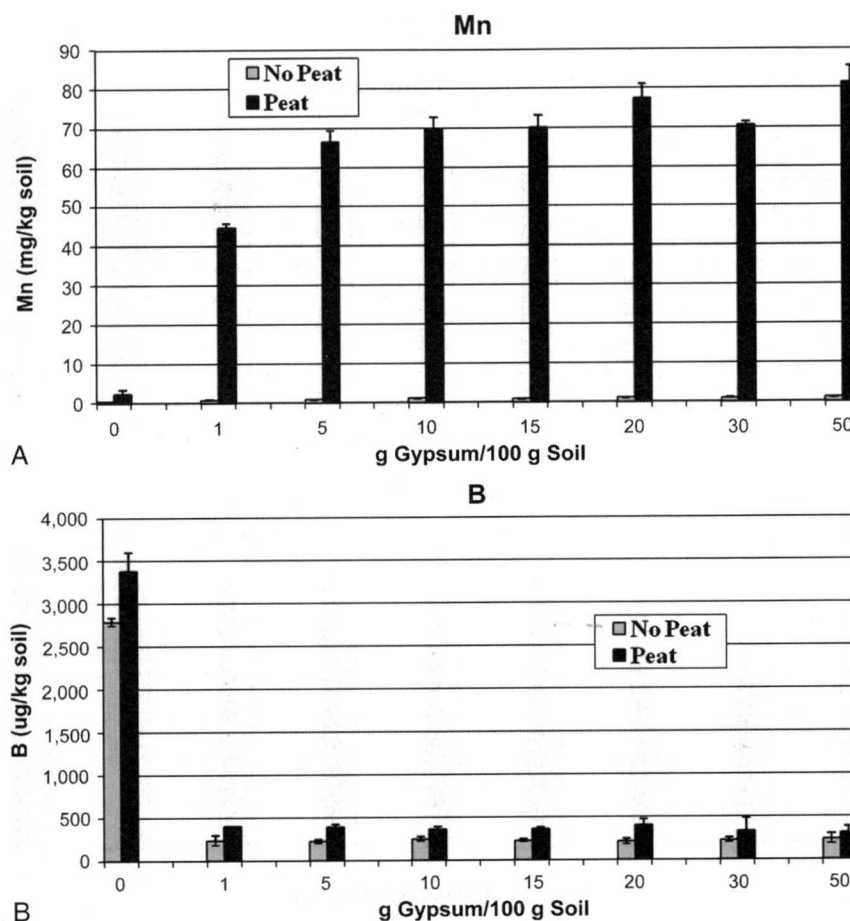 Mn
90
80
70
60
50
40
30
20
10
0
Mn (mg/kg soil)
No Peat
Peat
0 1 5 10 15 20 30 50
g Gypsum/100 g Soil
A
B
4,000
3,500
3,000
2,500
2,000
1,500
1,000
500
0
B (ug/kg soil)
No Peat
Peat
0 1 5 10 15 20 30 50
g Gypsum/100 g Soil
B